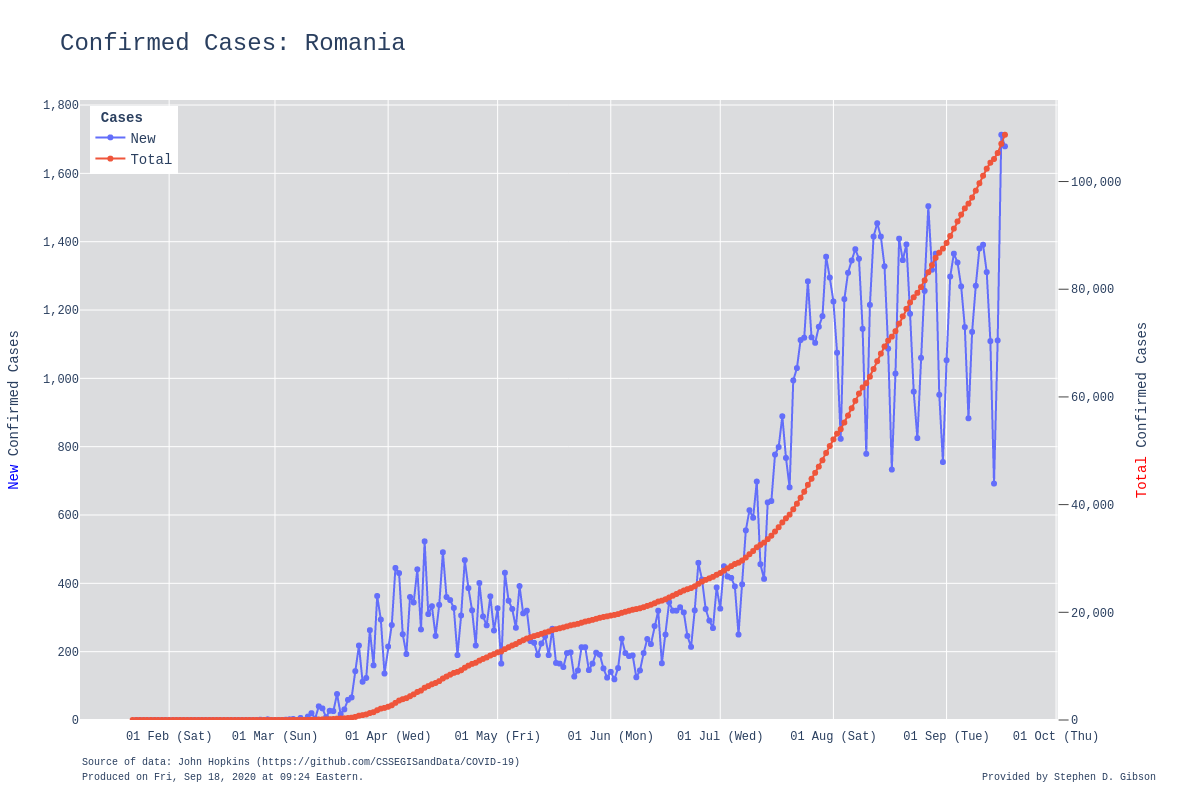 Confirmed Cases: Romania
Cases
New
Total
1,800
1,600
1,400
1,200
1,000
800
600
400
200
0
New Confirmed Cases
100,000
80,000
60,000
40,000
20,000
0
Total Confirmed Cases
01 Feb (Sat) 01 Mar (Sun) 01 Apr (Wed) 01 May (Fri) 01 Jun (Mon) 01 Jul (Wed) 01 Aug (Sat) 01 Sep (Tue) 01 Oct (Thu)
Source of data: John Hopkins (https://github.com/CSSEGISandData/COVID-19)
Produced on Fri, Sep 18, 2020 at 09:24 Eastern.
Provided by Stephen D. Gibson